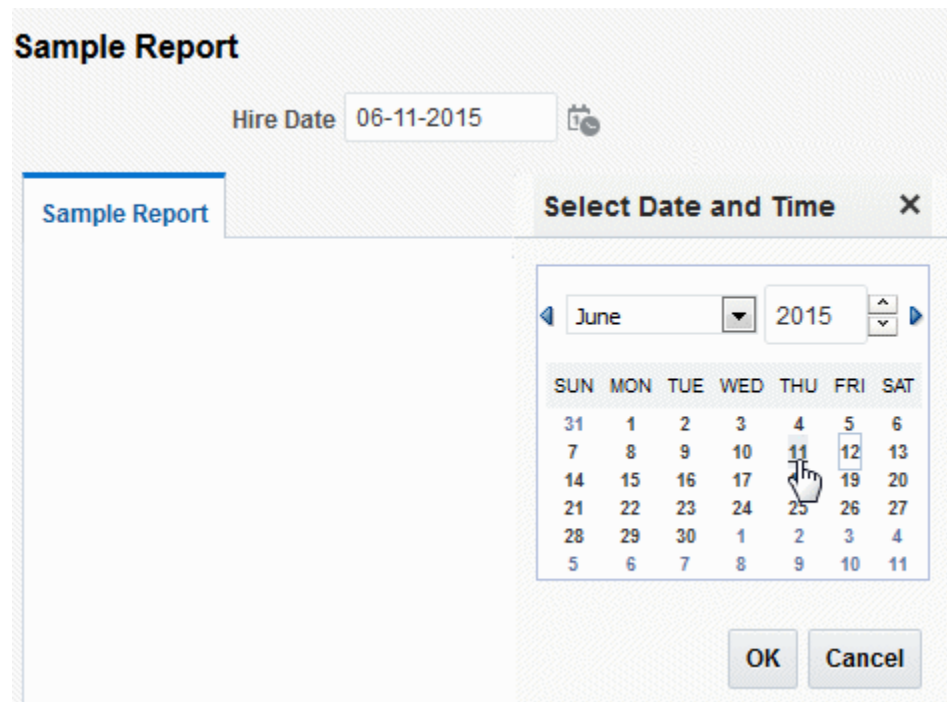 Sample Report
Hire Date 06-11-2015
Sample Report
Select Date and Time
June 2015
SUN MON TUE WED THU FRI SAT
31 1 2 3 4 5 6
7 8 9 10 11 12 13
14 15 16 17 19 20
21 22 23 24 25 26 27
28 29 30 1 2 3 4
5 6 7 8 9 10 11
OK Cancel